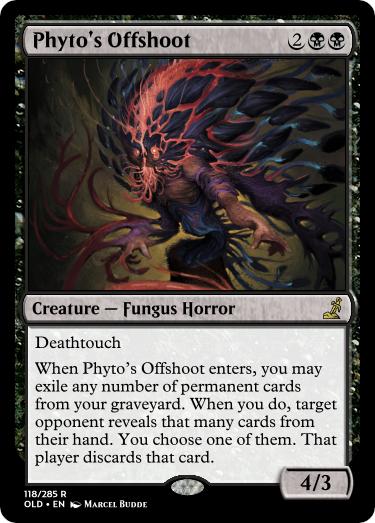 Phyto's Offshoot 2
Creature — Fungus Horror
Deathtouch
When Phyto's Offshoot enters, you may
exile any number of permanent cards
from your graveyard. When you do, target
opponent reveals that many cards from
their hand. You choose one of them. That
player discards that card.
4/3
118/285 R
OLD • EN Marcel Budde